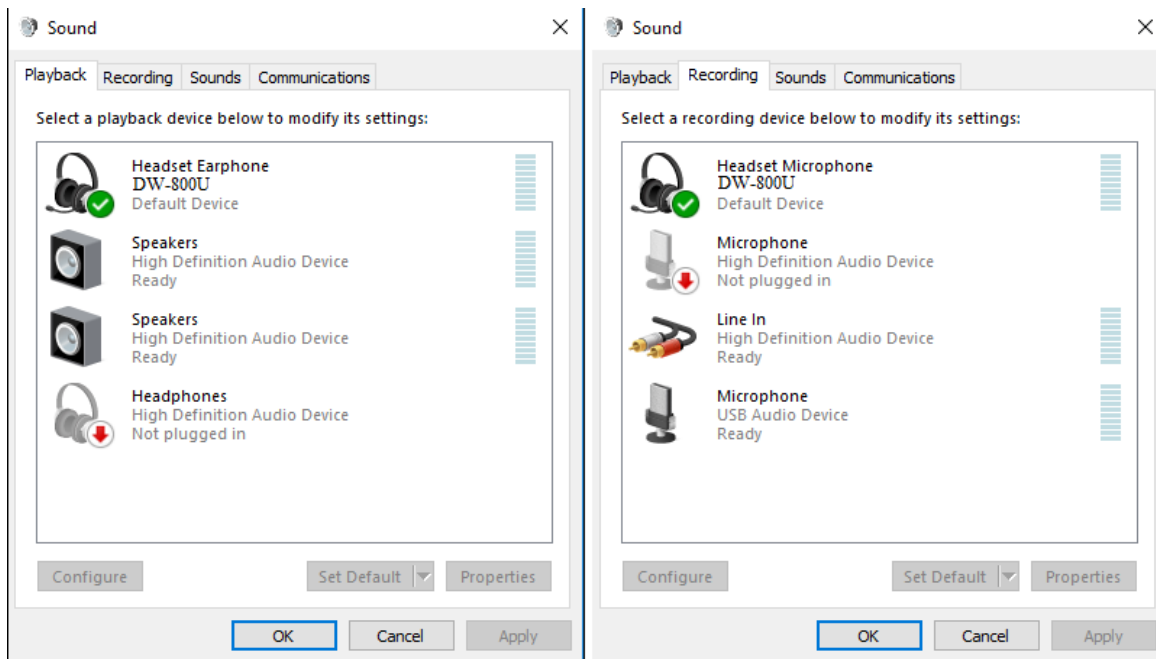 Sound
Playback Recording Sounds Communications
Select a playback device below to modify its settings:
Headset Earphone
DW-800U
Default Device
Speakers
High Definition Audio Device
Ready
Speakers
High Definition Audio Device
Ready
Headphones
High Definition Audio Device
Not plugged in
Configure Set Default Properties
OK Cancel Apply
Sound
Playback Recording Sounds Communications
Select a recording device below to modify its settings:
Headset Microphone
DW-800U
Default Device
Microphone
High Definition Audio Device
Not plugged in
Line In
High Definition Audio Device
Ready
Microphone
USB Audio Device
Ready
Configure Set Default Properties
OK Cancel Apply